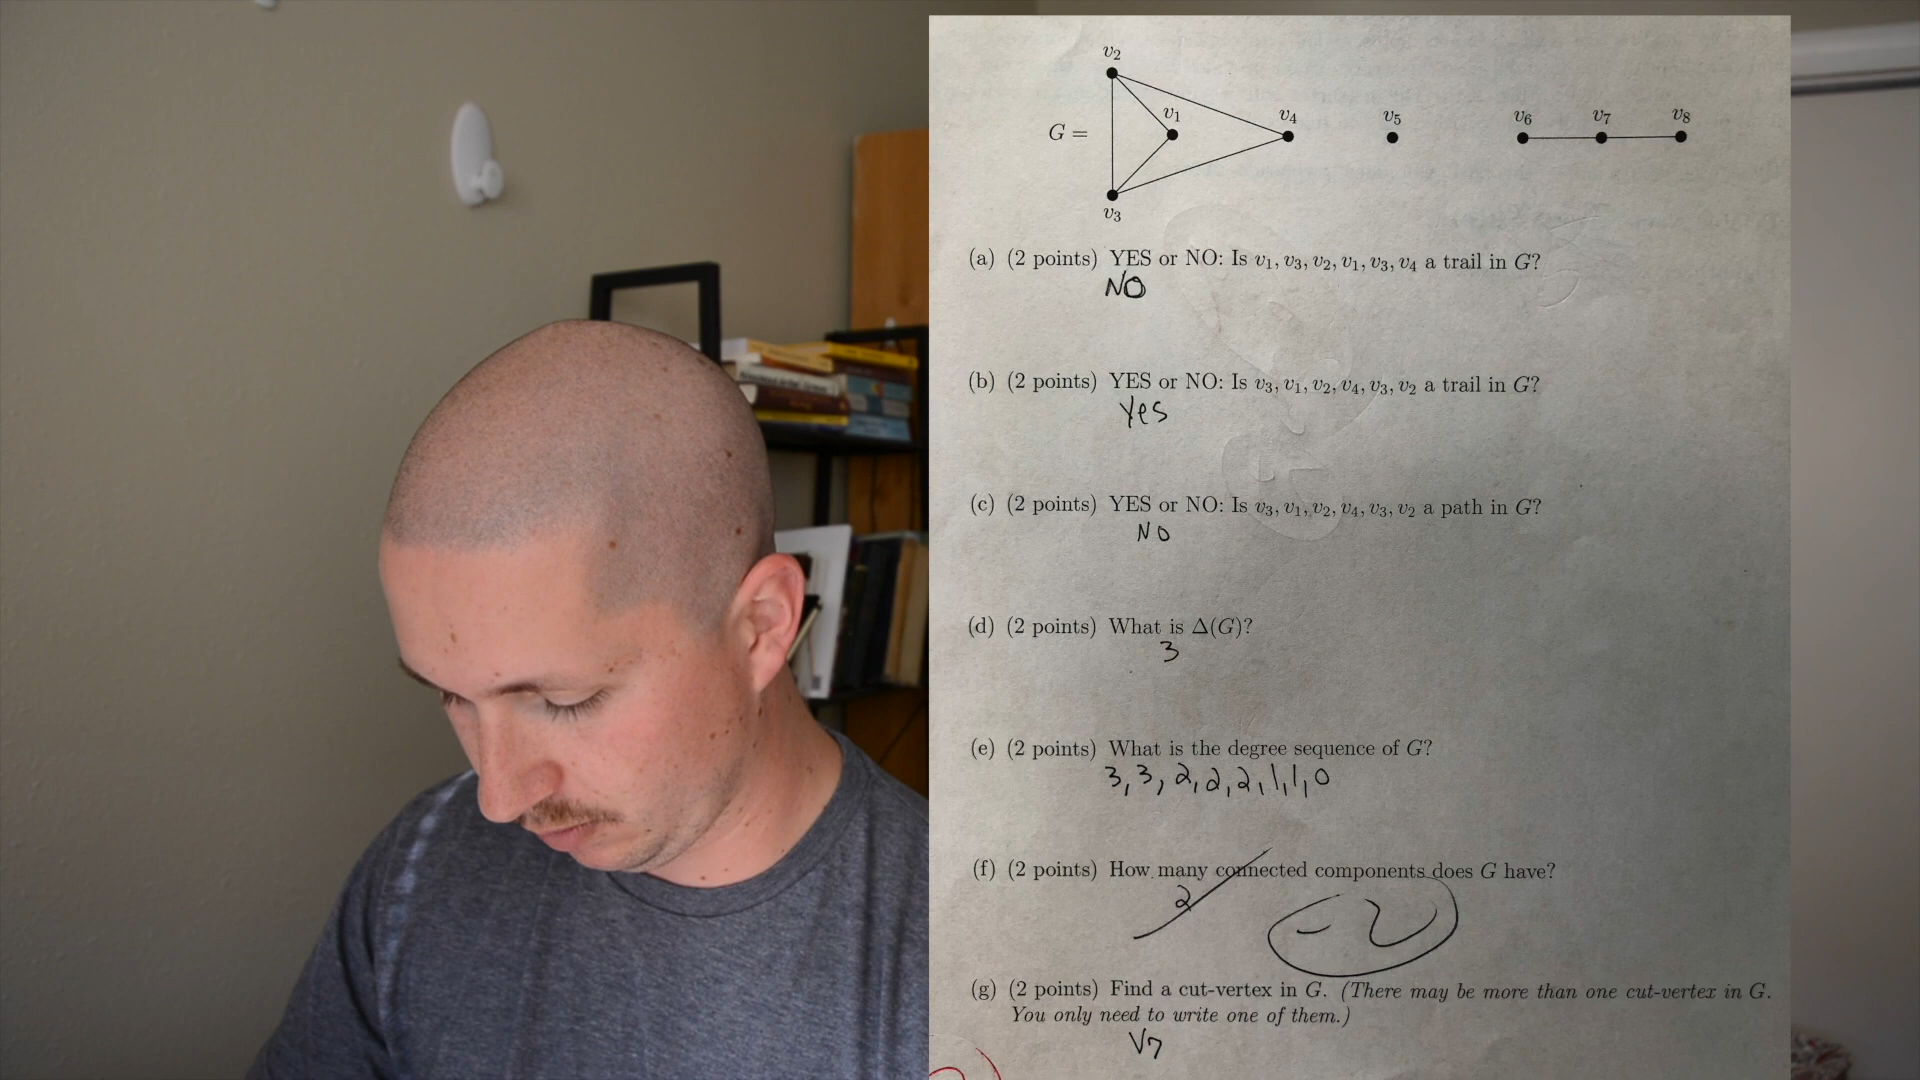 v2
v1
v4
v5
v6
v7
v8
G =
v3
(a) (2 points) YES or NO: Is v1, v3, v2, v1, v3, v4 a trail in G?
NO
(b) (2 points) YES or NO: Is v3, v1, v2, v4, v3, v2 a trail in G?
Yes
(c) (2 points) YES or NO: Is v3, v1, v2, v4, v3, v2 a path in G?
NO
(d) (2 points) What is Δ(G)?
3
(e) (2 points) What is the degree sequence of G?
3, 3, 2, 2, 2, 1, 1, 0
(f) (2 points) How many connected components does G have?
2
-2
(g) (2 points) Find a cut-vertex in G. (There may be more than one cut-vertex in G.
You only need to write one of them.)
V7